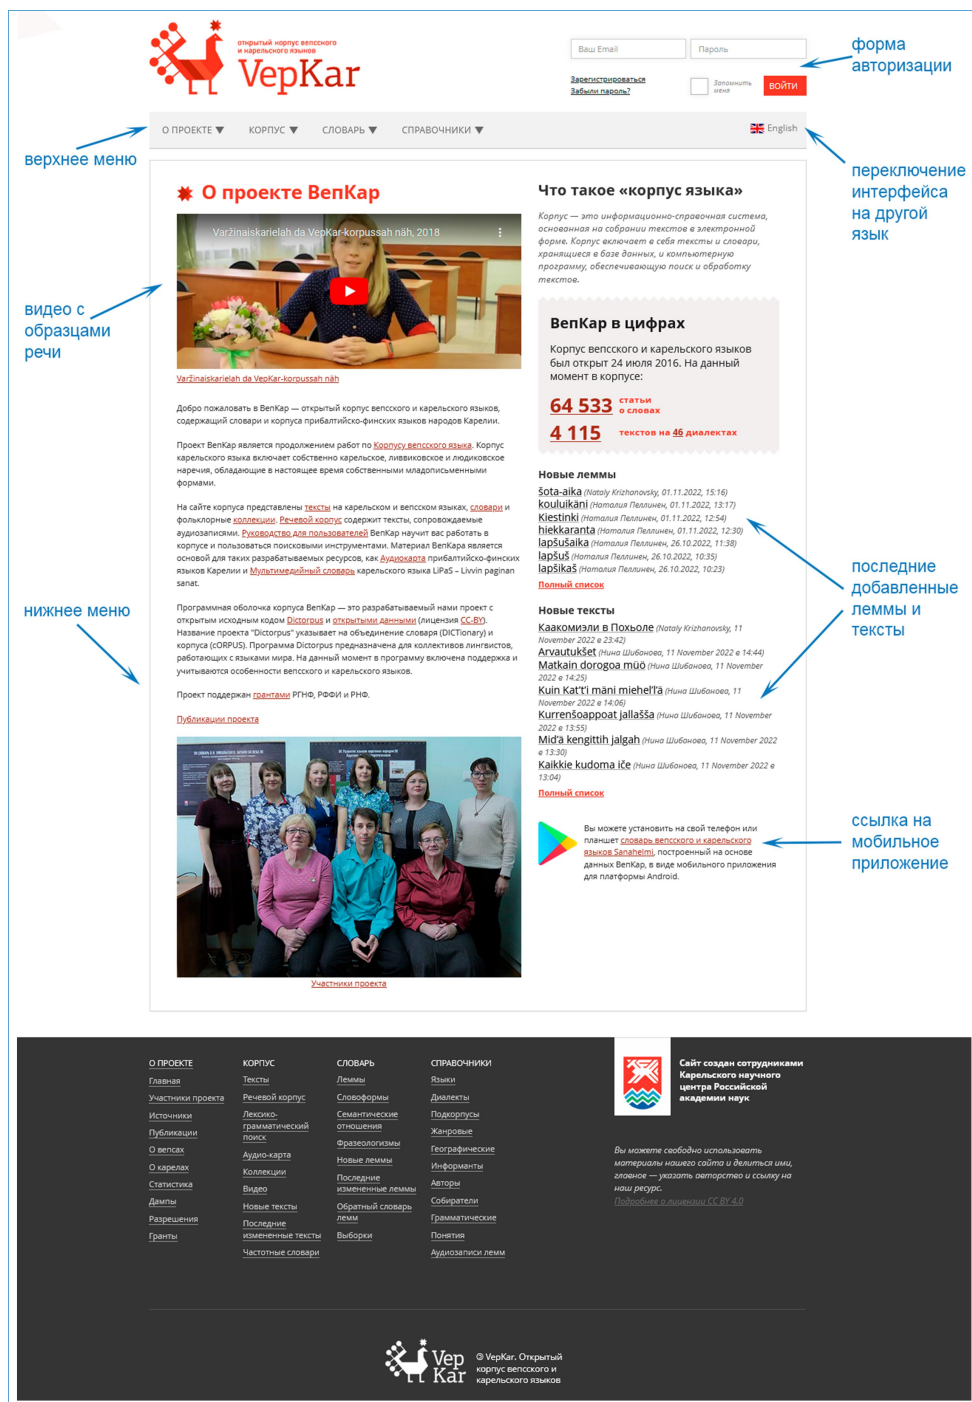 открытый корпус вепсского
и карельского языков
VepKar
Ваш Email
Пароль
Зарегистрироваться
Забыли пароль?
Запомнить
меня
ВОЙТИ
форма
авторизации
О ПРОЕКТЕ ▼ КОРПУС ▼ СЛОВАРЬ ▼ СПРАВОЧНИКИ ▼
English
верхнее меню
переключение
интерфейса
на другой
язык
О проекте ВепКар
Varžinaiskarielah da VepKar-korpussah näh, 2018
видео с
образцами
речи
Varžinaiskarielah da VepKar-korpussah näh
Добро пожаловать в ВепКар — открытый корпус вепсского и карельского языков,
содержащий словари и корпуса прибалтийско-финских языков народов Карелии.
Проект ВепКар является продолжением работ по Корпусу вепсского языка. Корпус
карельского языка включает собственно карельское, ливвиковское и людиковское
наречия, обладающие в настоящее время собственными младописьменными
формами.
На сайте корпуса представлены тексты на карельском и вепсском языках, словари и
фольклорные коллекции. Речевой корпус содержит тексты, сопровождаемые
аудиозаписями. Руководство для пользователей ВепКар научит вас работать в
корпусе и пользоваться поисковыми инструментами. Материал ВепКара является
основой для таких разрабатываемых ресурсов, как Аудиокарта прибалтийско-финских
языков Карелии и Мультимедийный словарь карельского языка LiPaS – Livvin paginan
sanat.
нижнее меню
Программная оболочка корпуса ВепКар — это разрабатываемый нами проект с
открытым исходным кодом Dictorpus и открытыми данными (лицензия CC-BY).
Название проекта "Dictorpus" указывает на объединение словаря (DICTionary) и
корпуса (cORPUS). Программа Dictorpus предназначена для коллективов лингвистов,
работающих с языками мира. На данный момент в программу включена поддержка и
учитываются особенности вепсского и карельского языков.
Проект поддержан грантами РГНФ, РФФИ и РНФ.
Публикации проекта
Участники проекта
Что такое «корпус языка»
Корпус — это информационно-справочная система,
основанная на собрании текстов в электронной
форме. Корпус включает в себя тексты и словари,
хранящиеся в базе данных, и компьютерную
программу, обеспечивающую поиск и обработку
текстов.
ВепКар в цифрах
Корпус вепсского и карельского языков
был открыт 24 июля 2016. На данный
момент в корпусе:
64 533 статьи
о словах
4 115 текстов на 46 диалектах
Новые леммы
šota-aika (Nataly Krizhanovsky, 01.11.2022, 15:16)
kouluikäni (Наталия Пеллинен, 01.11.2022, 13:17)
Kiestinki (Наталия Пеллинен, 01.11.2022, 12:54)
hiekkaranta (Наталия Пеллинен, 01.11.2022, 12:30)
lapšušaika (Наталия Пеллинен, 26.10.2022, 11:38)
lapšuš (Наталия Пеллинен, 26.10.2022, 10:35)
lapšikaš (Наталия Пеллинен, 26.10.2022, 10:23)
Полный список
последние
добавленные
леммы и
тексты
Новые тексты
Каакомиэли в Похьоле (Nataly Krizhanovsky, 11
November 2022 в 23:42)
Arvautukšet (Нина Шибанова, 11 November 2022 в 14:44)
Matkain dorogoa müö (Нина Шибанова, 11 November
2022 в 14:25)
Kuin Kat't'i mäni miehel'l'ä (Нина Шибанова, 11
November 2022 в 14:06)
Kurrenšoappoat jallašša (Нина Шибанова, 11 November
2022 в 13:55)
Mid'ä kengittih jalgah (Нина Шибанова, 11 November 2022
в 13:30)
Kaikkie kudoma iče (Нина Шибанова, 11 November 2022 в
13:04)
Полный список
Вы можете установить на свой телефон или
планшет словарь вепсского и карельского
языков Sanahelmi, построенный на основе
данных ВепКар, в виде мобильного приложения
для платформы Android.
ссылка на
мобильное
приложение
О ПРОЕКТЕ
Главная
Участники проекта
Источники
Публикации
О вепсах
О карелах
Статистика
Дампы
Разрешения
Гранты
КОРПУС
Тексты
Речевой корпус
Лексико-
грамматический
поиск
Аудио-карта
Коллекции
Видео
Новые тексты
Последние
измененные тексты
Частотные словари
СЛОВАРЬ
Леммы
Словоформы
Семантические
отношения
Фразеологизмы
Новые леммы
Последние
измененные леммы
Обратный словарь
лемм
Выборки
СПРАВОЧНИКИ
Языки
Диалекты
Подкорпусы
Жанровые
Географические
Информанты
Авторы
Собиратели
Грамматические
Понятия
Аудиозаписи лемм
Сайт создан сотрудниками
Карельского научного
центра Российской
академии наук
Вы можете свободно использовать
материалы нашего сайта и делиться ими,
главное — указать авторство и ссылку на
наш ресурс.
Подробнее о лицензии CC BY 4.0
Vep
Kar
VepKar. Открытый
корпус вепсского и
карельского языков